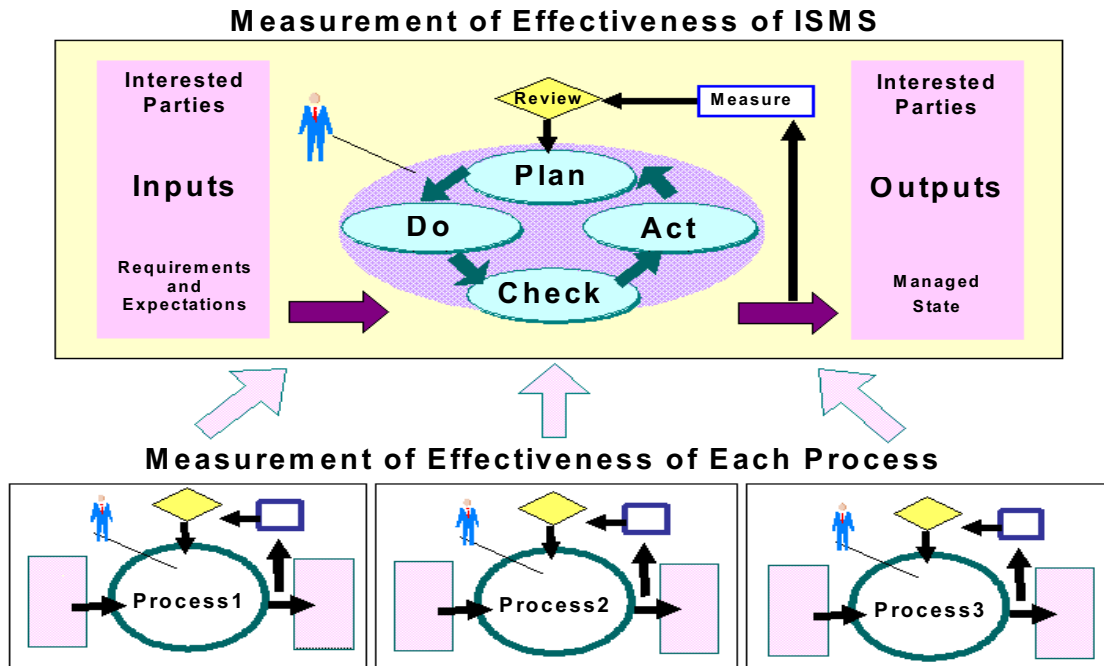 Measurement of Effectiveness of ISMS
Interested
Parties
Inputs
Requirements
and
Expectations
Review
Measure
Plan
Do
Act
Check
Interested
Parties
Outputs
Managed
State
Measurement of Effectiveness of Each Process
Process1
Process2
Process3